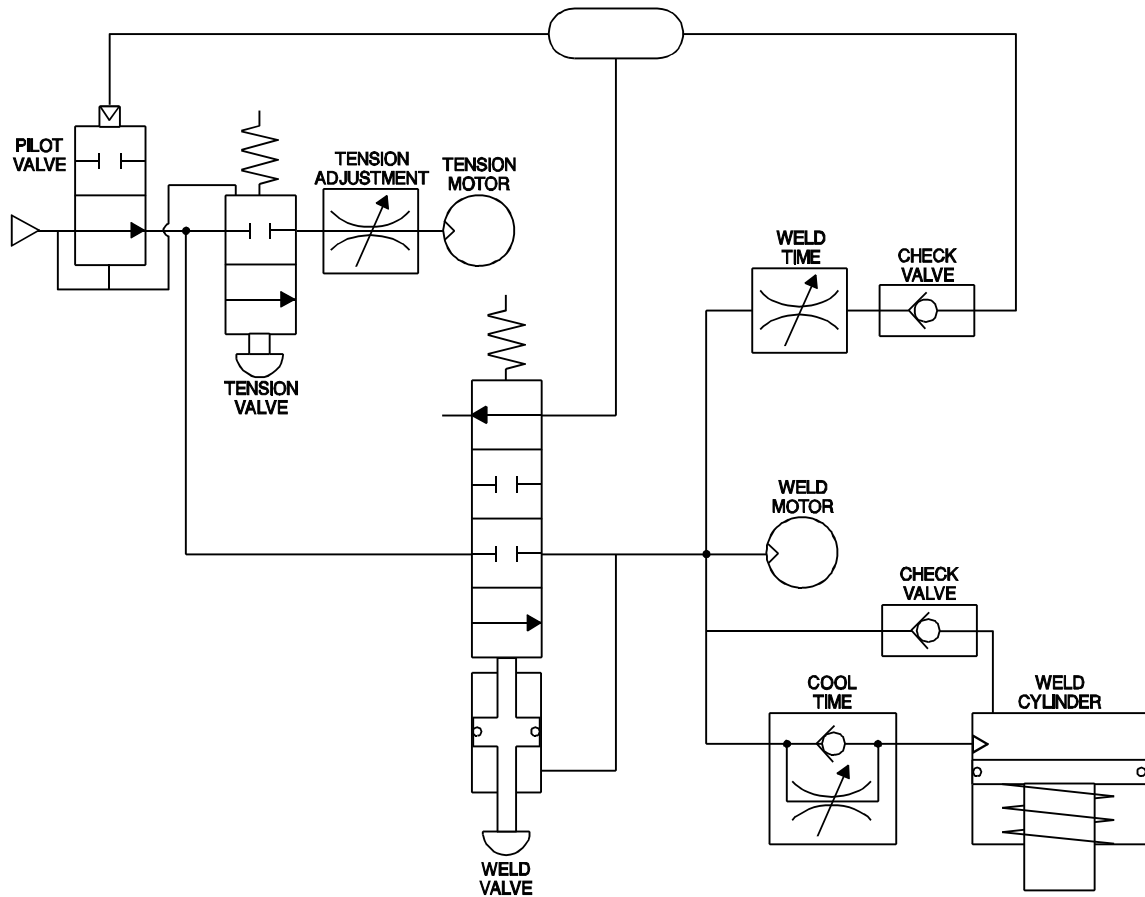 PILOT
VALVE
TENSION
ADJUSTMENT
TENSION
MOTOR
TENSION
VALVE
WELD
TIME
CHECK
VALVE
WELD
MOTOR
CHECK
VALVE
COOL
TIME
WELD
CYLINDER
WELD
VALVE